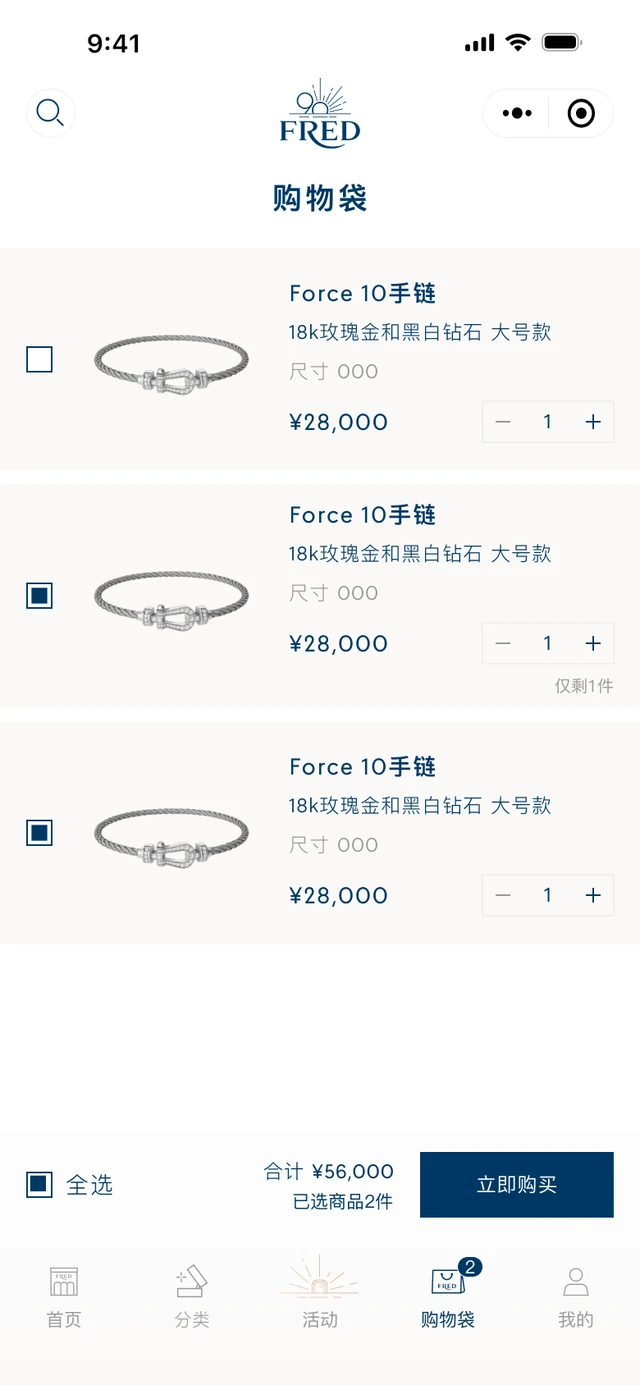 9:41
FRED
购物袋
Force 10手链
18k玫瑰金和黑白钻石 大号款
尺寸 000
¥28,000
1
Force 10手链
18k玫瑰金和黑白钻石 大号款
尺寸 000
¥28,000
1
仅剩1件
Force 10手链
18k玫瑰金和黑白钻石 大号款
尺寸 000
¥28,000
1
全选
合计 ¥56,000
已选商品2件
立即购买
FRED
首页
分类
活动
FRED
2
购物袋
我的